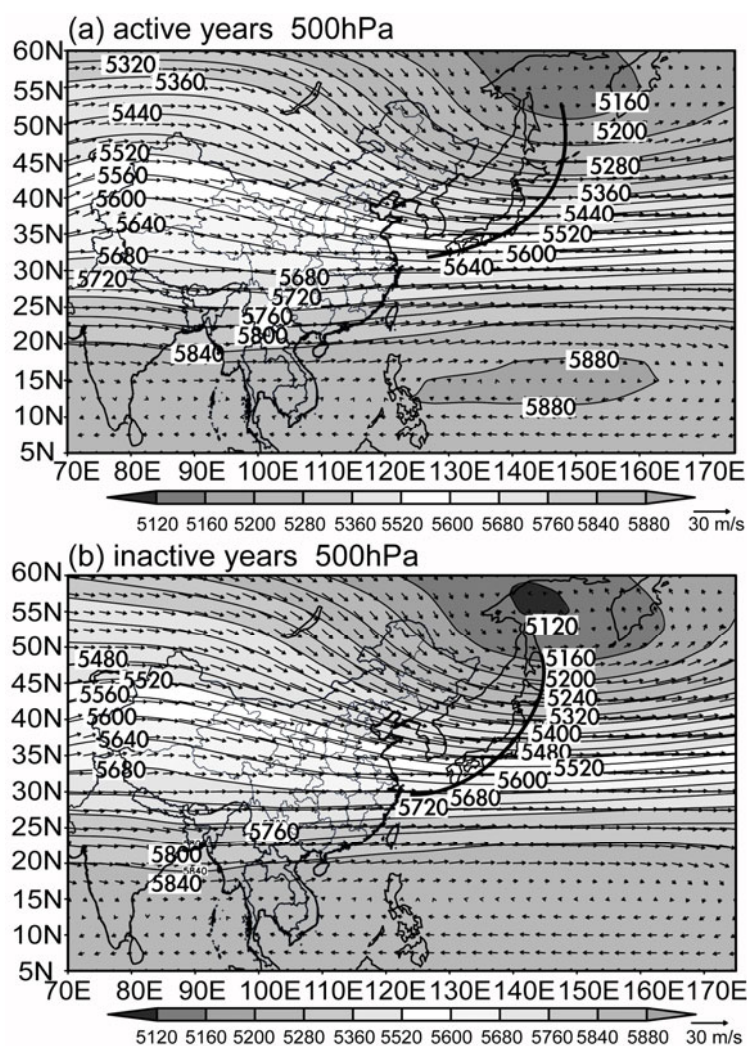 (a) active years 500hPa
60N
55N
50N
45N
40N
35N
30N
25N
20N
15N
10N
5N
5320
5360
5440
5520
5560
5600
5640
5680
5720
5680
5720
5760
5800
5840
5160
5200
5280
5360
5440
5520
5600
5640
5880
5880
70E 80E 90E 100E 110E 120E 130E 140E 150E 160E 170E
5120 5160 5200 5280 5360 5520 5600 5680 5760 5840 5880
30 m/s
(b) inactive years 500hPa
60N
55N
50N
45N
40N
35N
30N
25N
20N
15N
10N
5N
5480
5520
5560
5600
5640
5680
5760
5800
5840
5840
5120
5160
5200
5240
5320
5400
5480
5520
5600
5680
5720
70E 80E 90E 100E 110E 120E 130E 140E 150E 160E 170E
5120 5160 5200 5280 5360 5520 5600 5680 5760 5840 5880
30 m/s